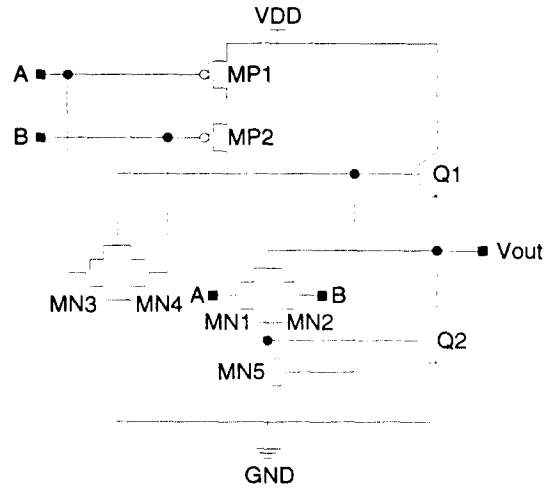 VDD
A MP1
B MP2
Q1
Vout
MN3 MN4 A B
MN1 MN2
Q2
MN5
GND